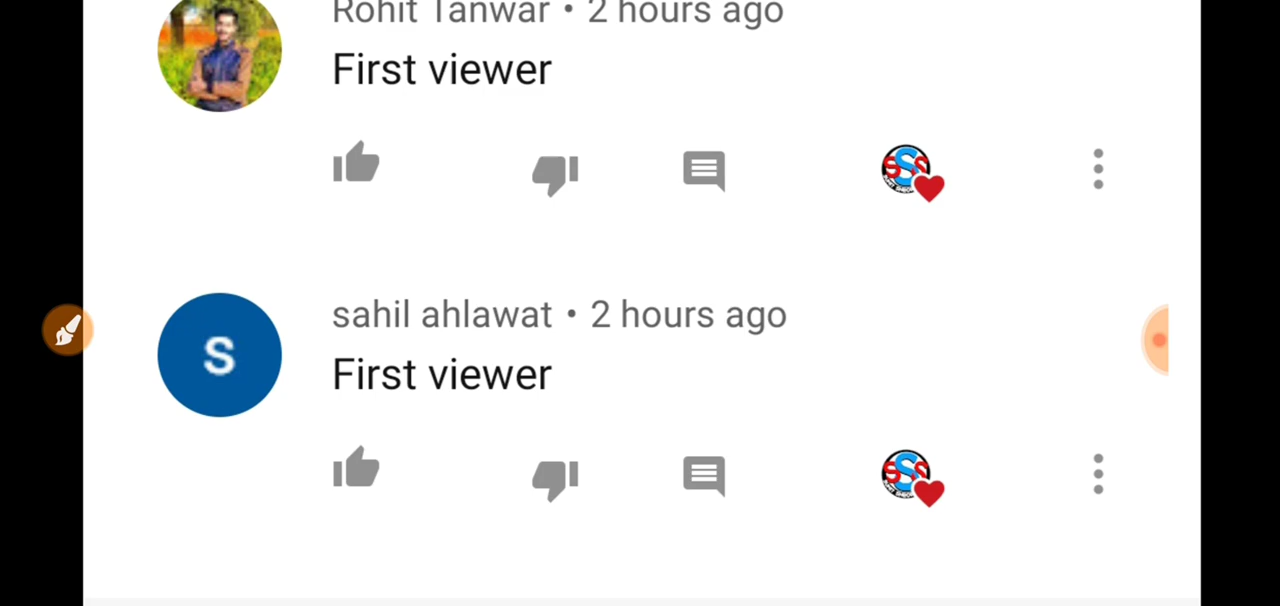 Rohit Tanwar • 2 hours ago
First viewer
S
sahil ahlawat • 2 hours ago
First viewer